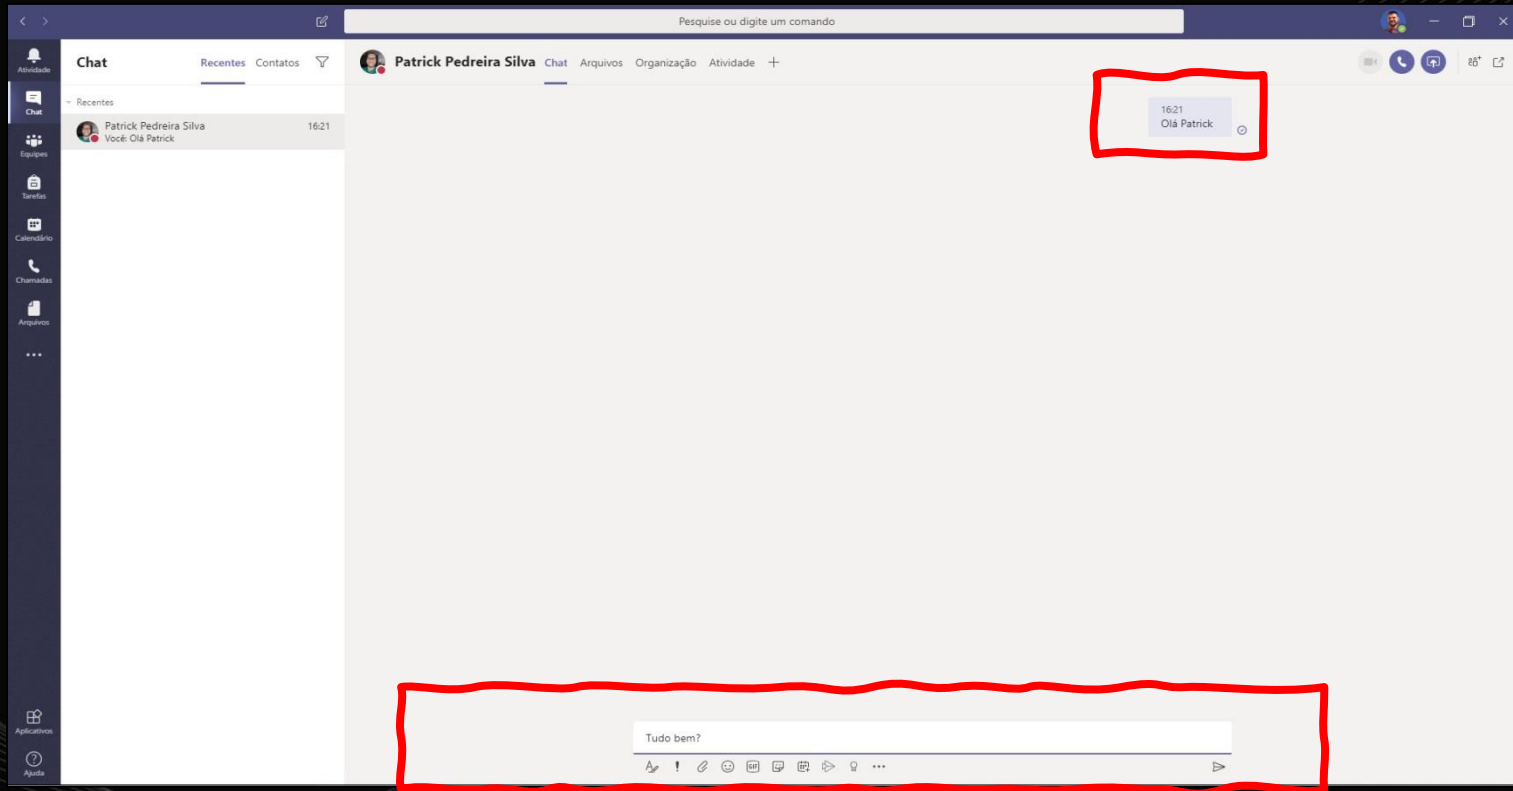 Pesquise ou digite um comando
Atividade
Chat
Equipes
Tarefas
Calendário
Chamadas
Arquivos
Aplicativos
Ajuda
Chat
Recentes
Contatos
Recentes
Patrick Pedreira Silva
16:21
Você: Olá Patrick
Patrick Pedreira Silva
Chat
Arquivos
Organização
Atividade
16:21
Olá Patrick
Tudo bem?
GIF